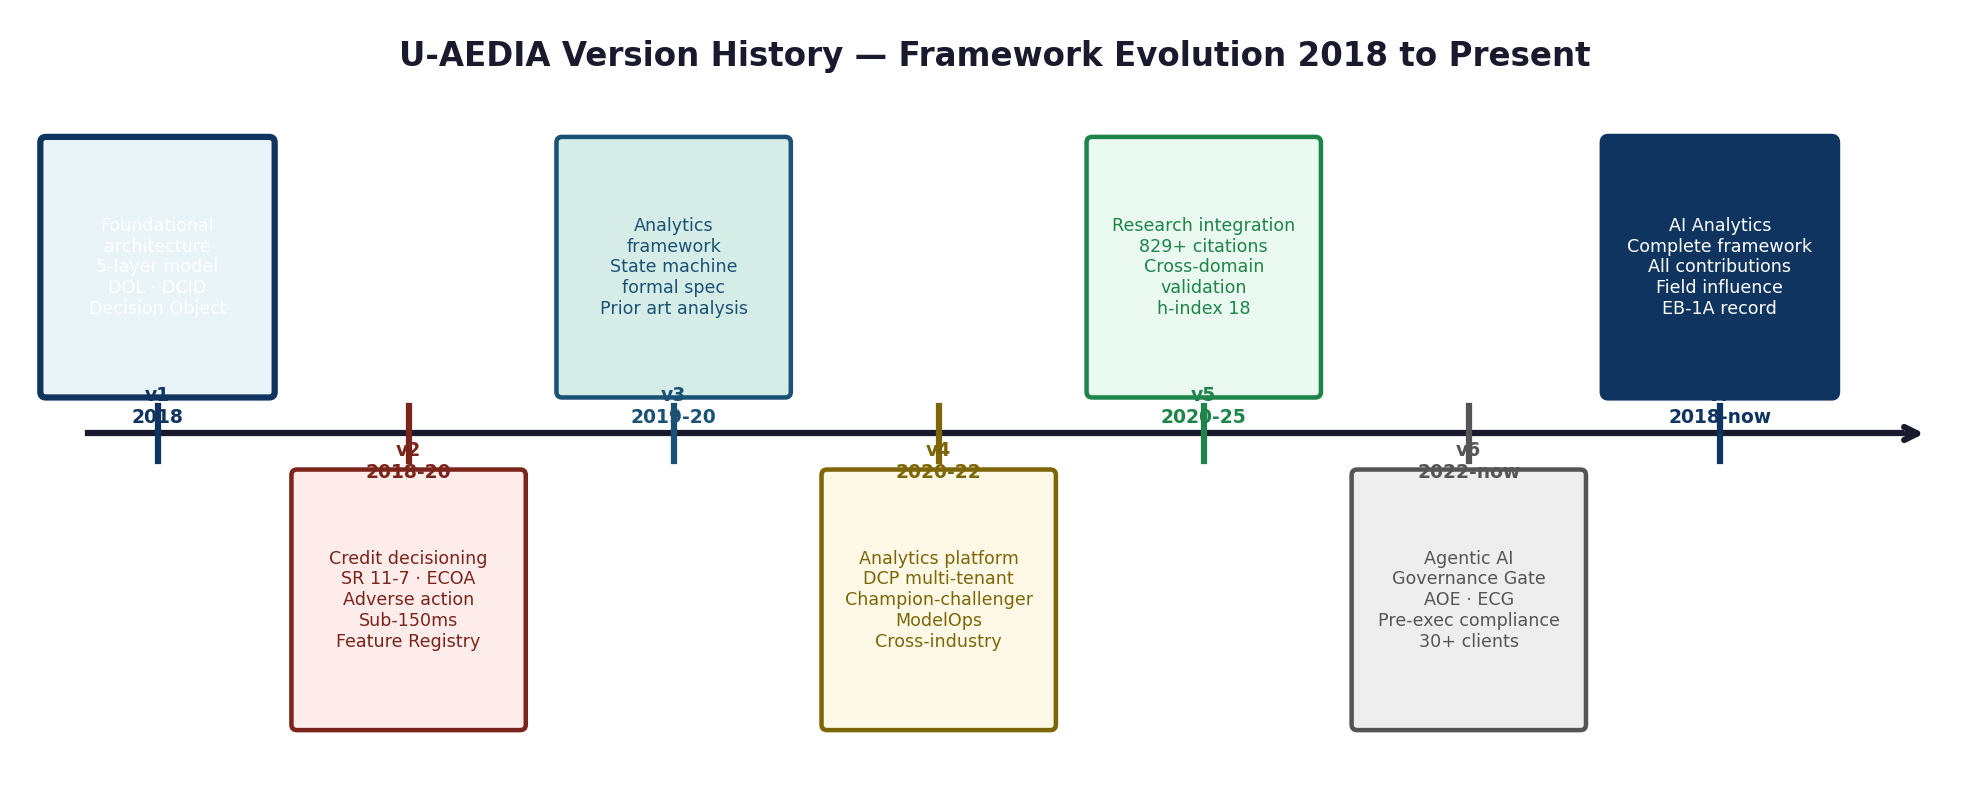 U-AEDIA Version History — Framework Evolution 2018 to Present
Foundational
architecture
5-layer model
DOL · DCID
Decision Object
v1
2018
Credit decisioning
SR 11-7 · ECOA
Adverse action
Sub-150ms
Feature Registry
v2
2018-20
Analytics
framework
State machine
formal spec
Prior art analysis
v3
2019-20
Analytics platform
DCP multi-tenant
Champion-challenger
ModelOps
Cross-industry
v4
2020-22
Research integration
829+ citations
Cross-domain
validation
h-index 18
v5
2020-25
Agentic AI
Governance Gate
AOE · ECG
Pre-exec compliance
30+ clients
v6
2022-now
AI Analytics
Complete framework
All contributions
Field influence
EB-1A record
2018-now